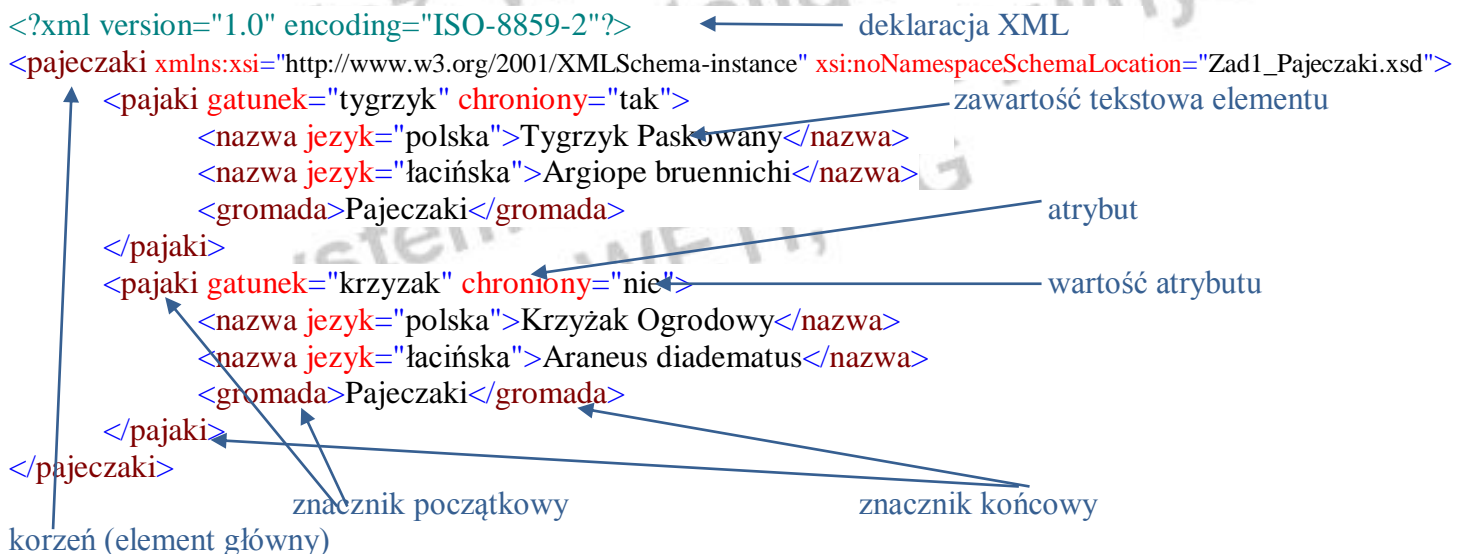 <?xml version="1.0" encoding="ISO-8859-2"?> deklaracja XML
<pajeczaki xmlns:xsi="http://www.w3.org/2001/XMLSchema-instance" xsi:noNamespaceSchemaLocation="Zad1_Pajeczaki.xsd">
<pajaki gatunek="tygrzyk" chroniony="tak"> zawartość tekstowa elementu
<nazwa jezyk="polska">Tygrzyk Paskowany</nazwa>
<nazwa jezyk="łacińska">Argiope bruennichi</nazwa>
<gromada>Pajeczaki</gromada> atrybut
</pajaki>
<pajaki gatunek="krzyzak" chroniony="nie"> wartość atrybutu
<nazwa jezyk="polska">Krzyżak Ogrodowy</nazwa>
<nazwa jezyk="łacińska">Araneus diadematus</nazwa>
<gromada>Pajeczaki</gromada>
</pajaki>
</pajeczaki>
znacznik początkowy znacznik końcowy
korzeń (element główny)